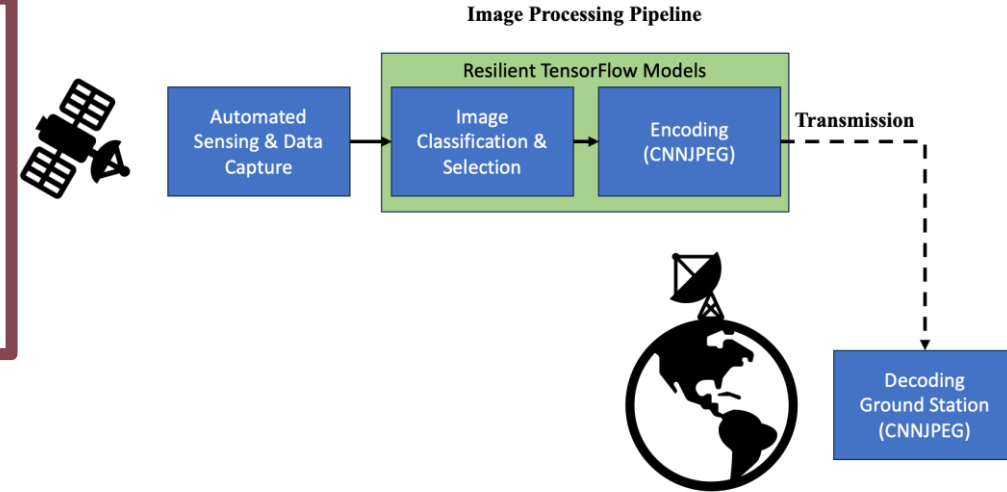 Image Processing Pipeline
Resilient TensorFlow Models
Automated
Sensing & Data
Capture
Image
Classification &
Selection
Encoding
(CNNJPEG)
Transmission
Decoding
Ground Station
(CNNJPEG)